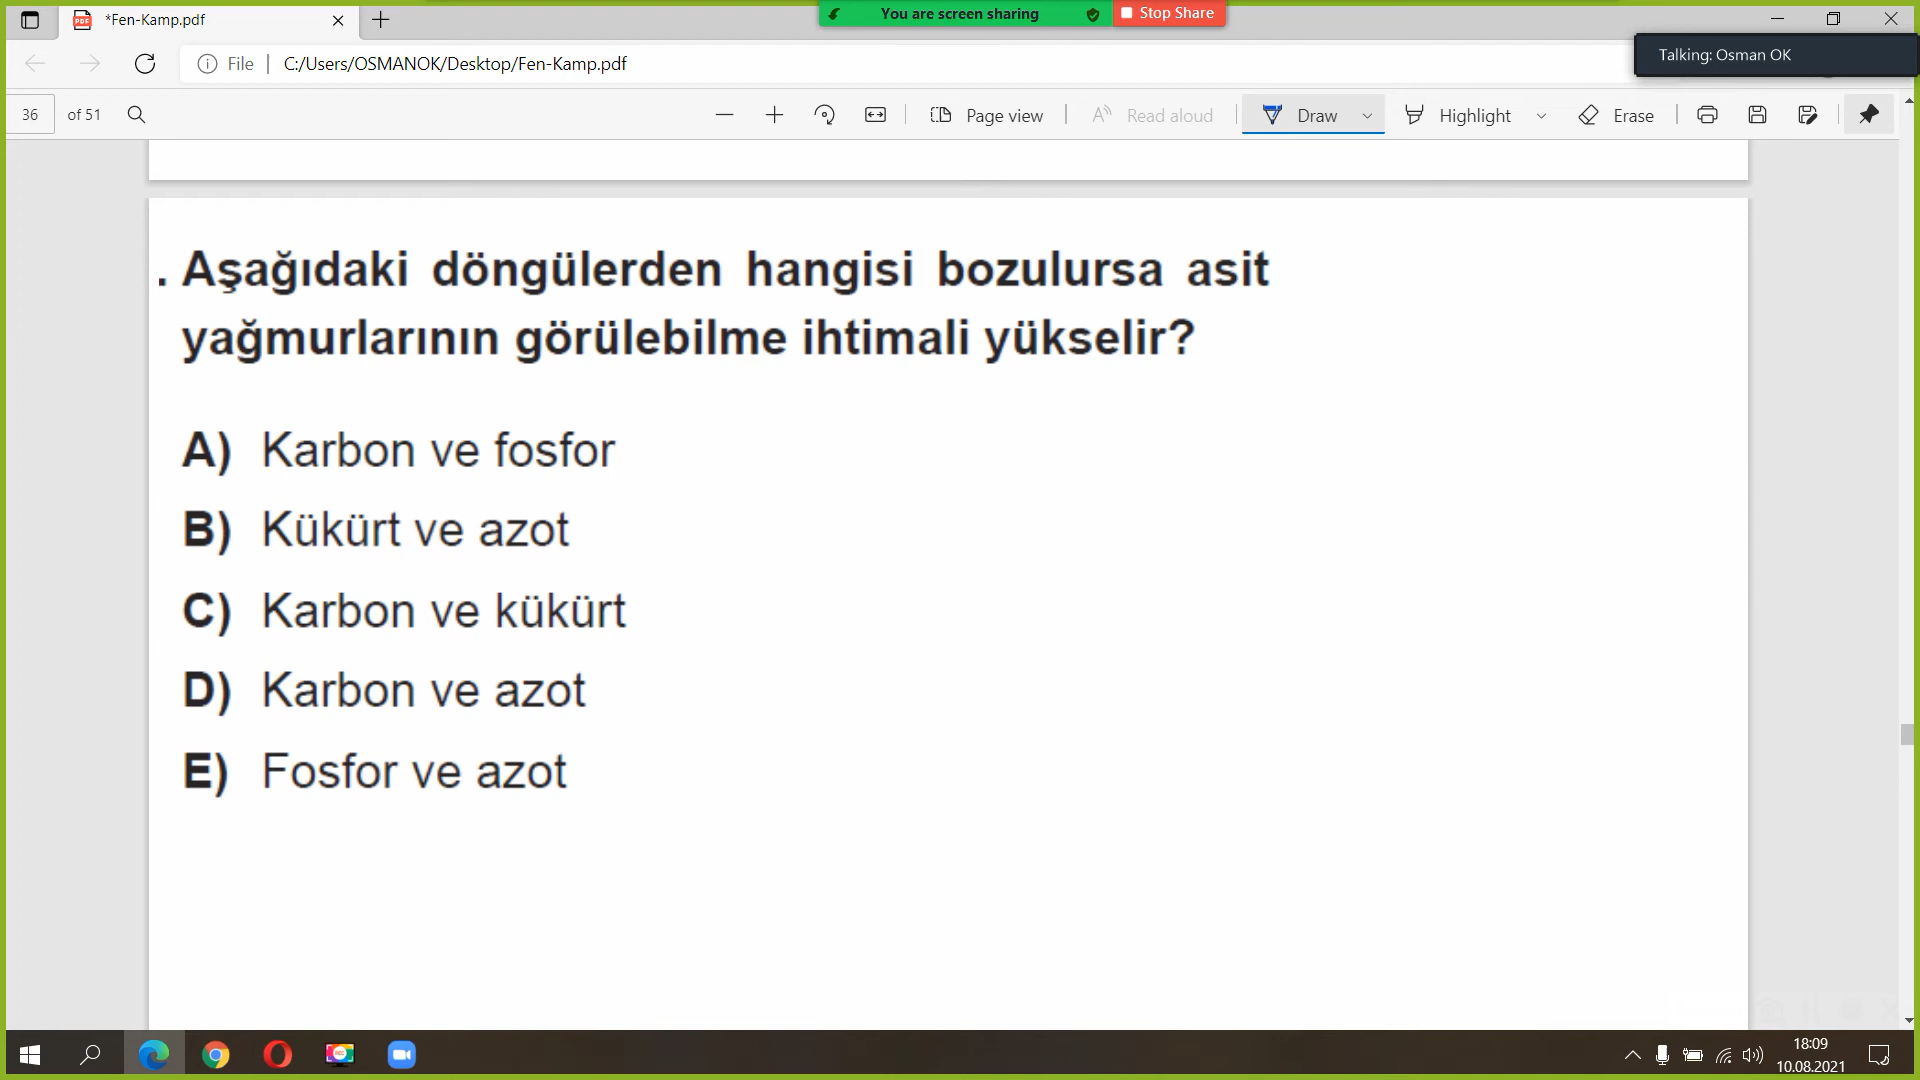 *Fen-Kamp.pdf
You are screen sharing
Stop Share
File
C:/Users/OSMANOK/Desktop/Fen-Kamp.pdf
Talking: Osman OK
36 of 51
Page view
Read aloud
Draw
Highlight
Erase
. Aşağıdaki döngülerden hangisi bozulursa asit
yağmurlarının görülebilme ihtimali yükselir?
A) Karbon ve fosfor
B) Kükürt ve azot
C) Karbon ve kükürt
D) Karbon ve azot
E) Fosfor ve azot
18:09
10.08.2021